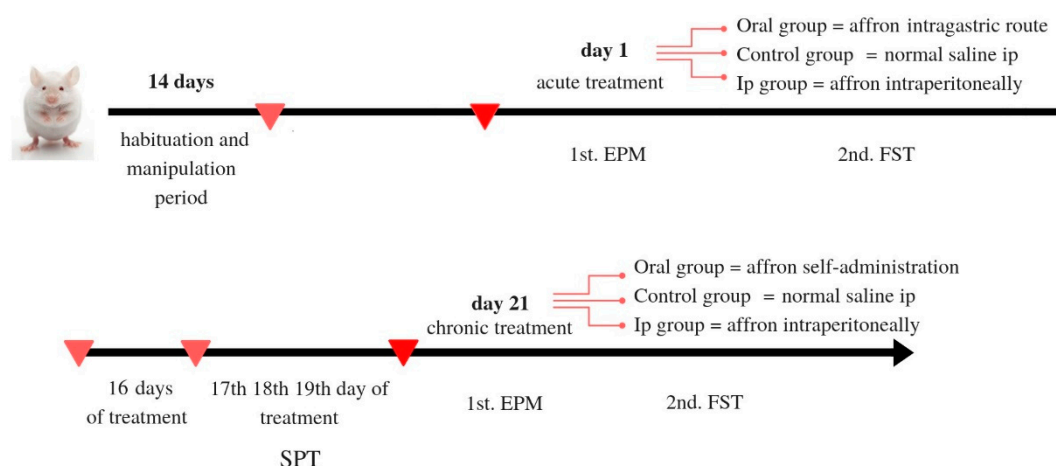 Oral group = affron intragastric route
day 1
Control group = normal saline ip
14 days
acute treatment
Ip group = affron intraperitoneally
habituation and
manipulation
period
1st. EPM
2nd. FST
Oral group = affron self-administration
day 21
Control group = normal saline ip
chronic treatment
Ip group = affron intraperitoneally
16 days
of treatment
17th 18th 19th day of
treatment
1st. EPM
2nd. FST
SPT